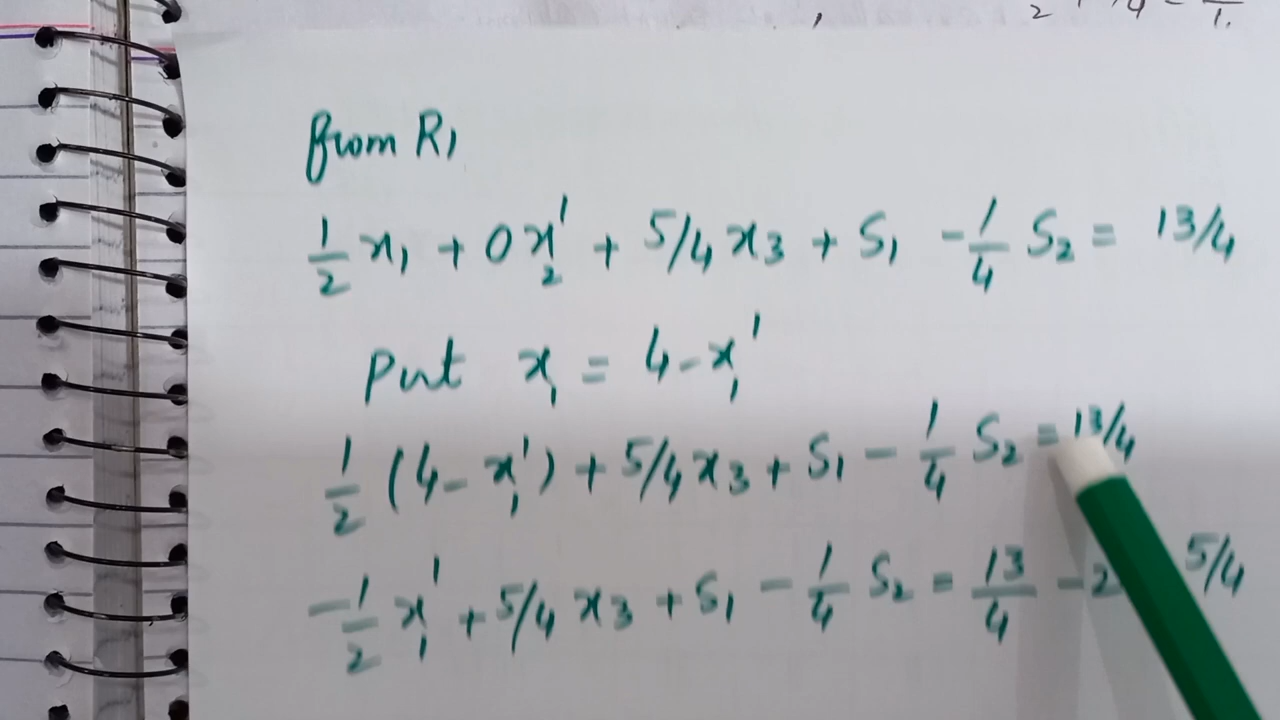 from R1
1/2 x1 + 0x2' + 5/4 x3 + S1 - 1/4 S2 = 13/4
Put x1 = 4 - x1'
1/2 (4 - x1') + 5/4 x3 + S1 - 1/4 S2 = 13/4
-1/2 x1' + 5/4 x3 + S1 - 1/4 S2 = 13/4 - 2 5/4